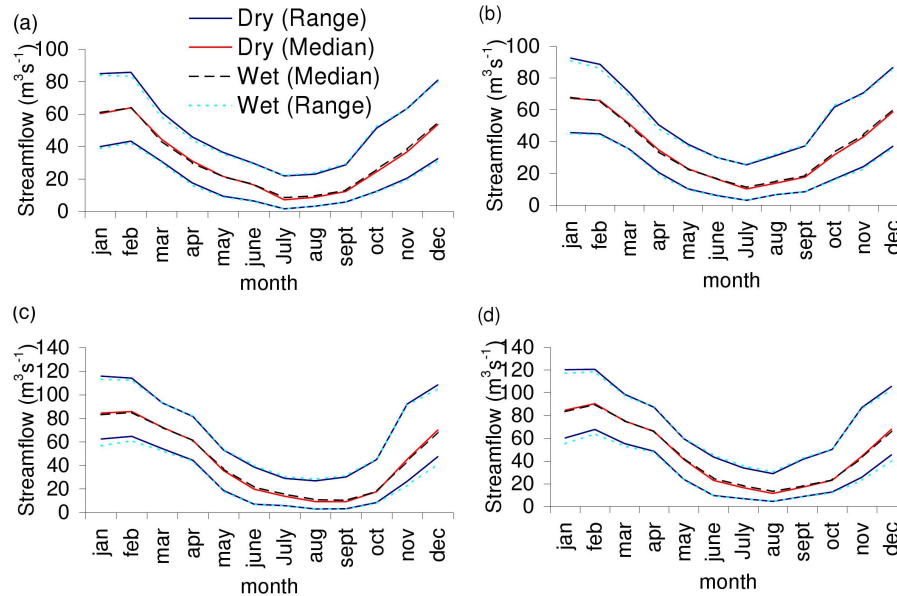 (a)
Dry (Range)
Dry (Median)
Wet (Median)
Wet (Range)
Streamflow (m³s⁻¹)
100
80
60
40
20
0
jan feb mar apr may june July aug sept oct nov dec
month
(b)
Streamflow (m³s⁻¹)
100
80
60
40
20
0
jan feb mar apr may june July aug sept oct nov dec
month
(c)
Streamflow (m³s⁻¹)
140
120
100
80
60
40
20
0
jan feb mar apr may june July aug sept oct nov dec
month
(d)
Streamflow (m³s⁻¹)
140
120
100
80
60
40
20
0
jan feb mar apr may june July aug sept oct nov dec
month